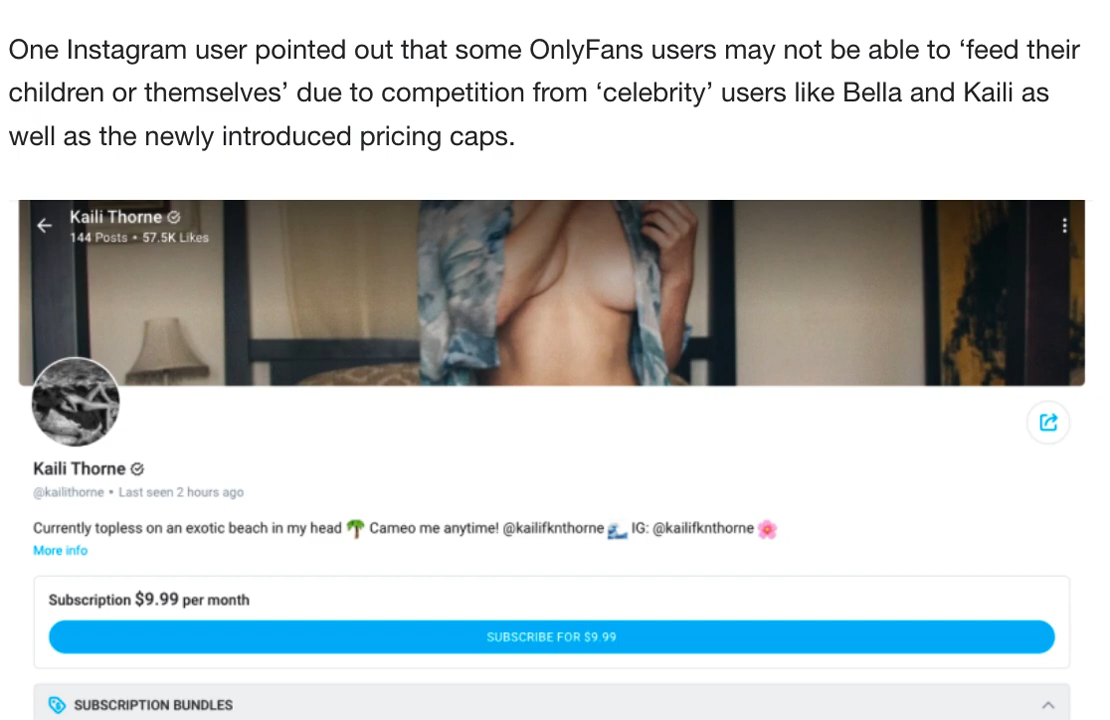 One Instagram user pointed out that some OnlyFans users may not be able to ‘feed their
children or themselves’ due to competition from ‘celebrity’ users like Bella and Kaili as
well as the newly introduced pricing caps.
Kaili Thorne
144 Posts • 57.5K Likes
Kaili Thorne
@kailithorne • Last seen 2 hours ago
Currently topless on an exotic beach in my head 🌴 Cameo me anytime! @kailifknthorne 🌊 IG: @kailifknthorne 🌸
More info
Subscription $9.99 per month
SUBSCRIBE FOR $9.99
SUBSCRIPTION BUNDLES